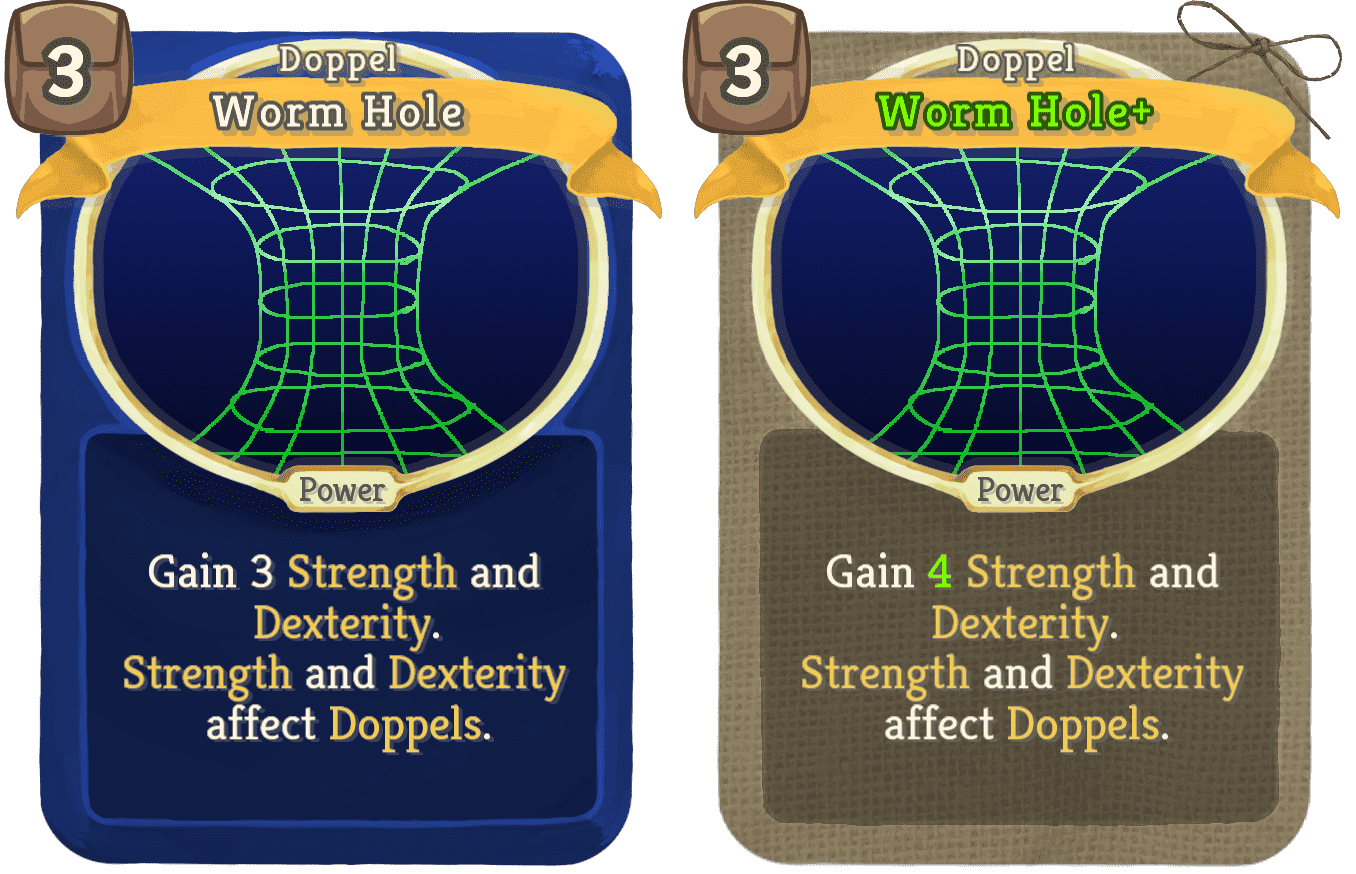 3
Doppel
Worm Hole
Power
Gain 3 Strength and
Dexterity.
Strength and Dexterity
affect Doppels.
3
Doppel
Worm Hole+
Power
Gain 4 Strength and
Dexterity.
Strength and Dexterity
affect Doppels.